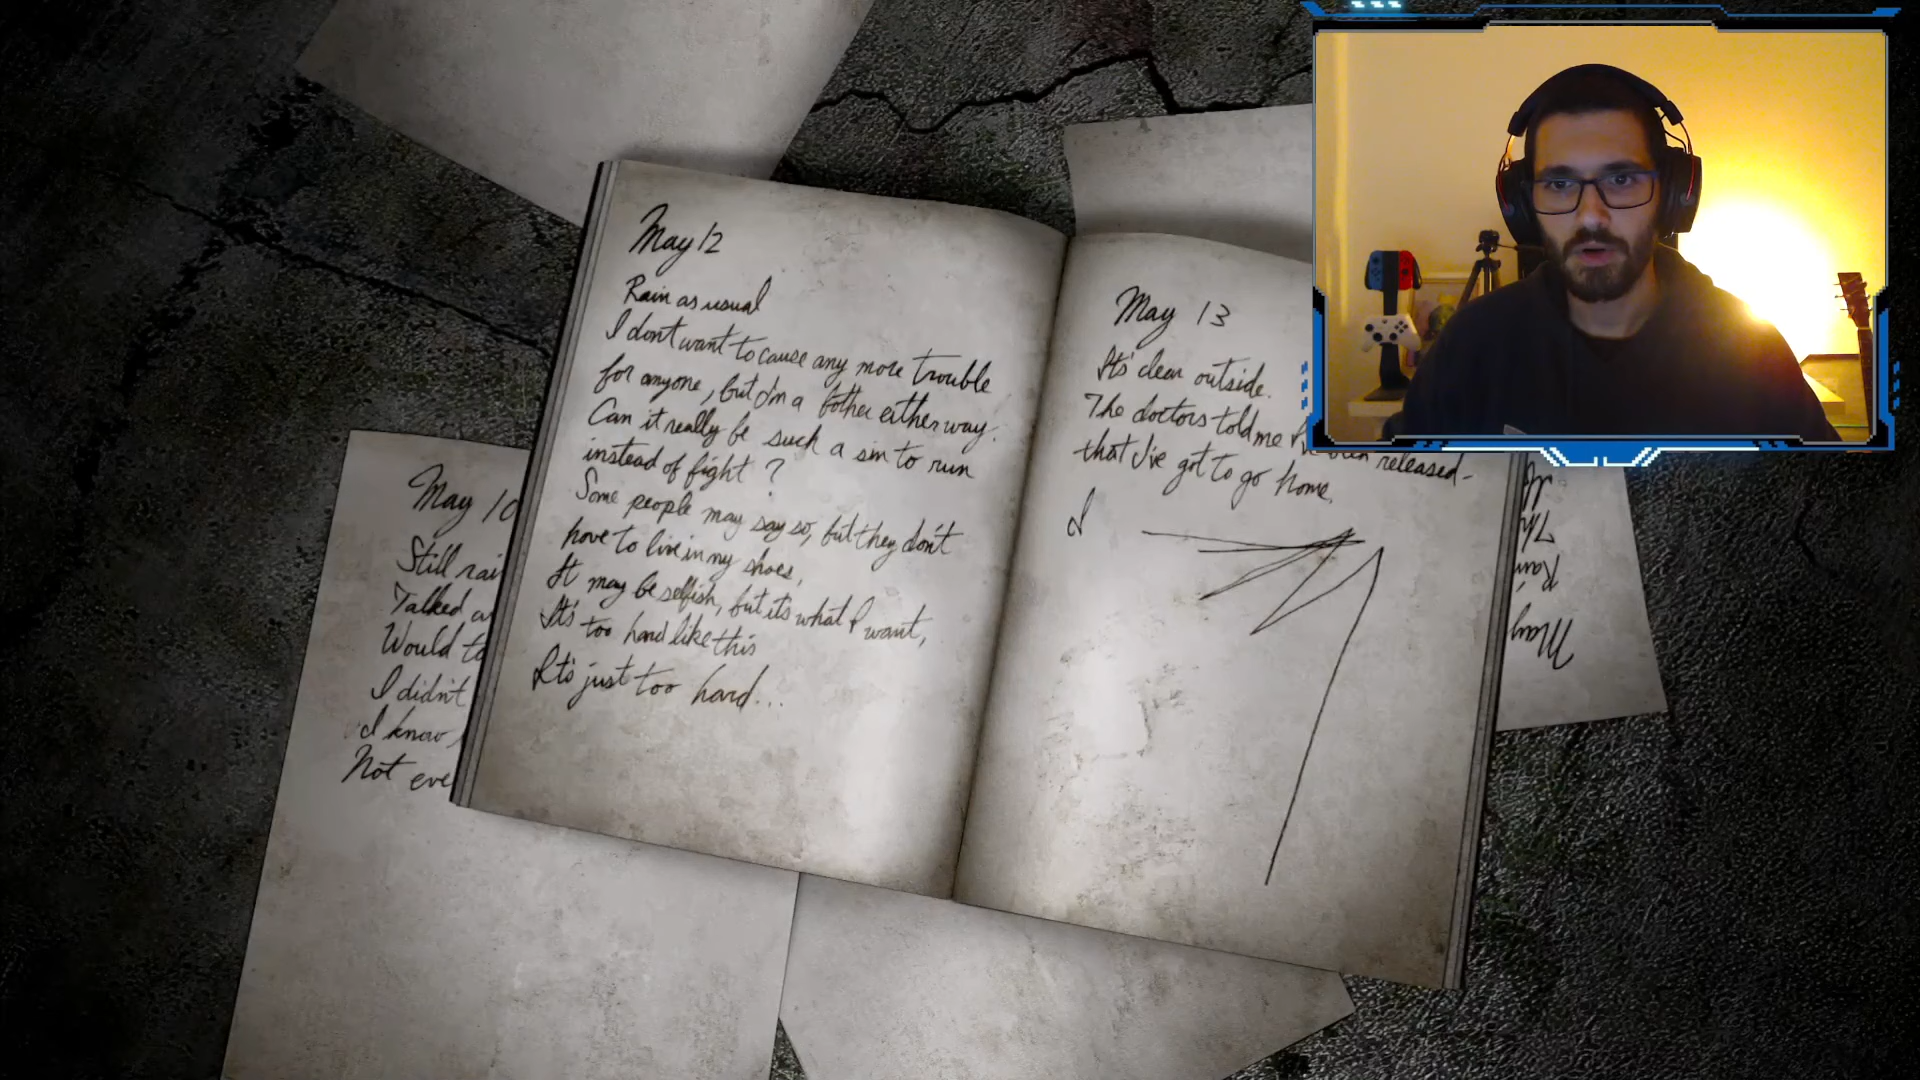 May 12
Rain as usual
I don't want to cause any more trouble
for anyone, but I'm a bother either way.
Can it really be such a sin to run
instead of fight?
Some people may say so, but they don't
have to live in my shoes.
It may be selfish, but it's what I want,
It's too hard like this
It's just too hard...
May 13
It's clear outside.
The doctors told me been released-
that I've got to go home.
I
May 10
Still
Talked
Would
I didn't
I know,
Not
May